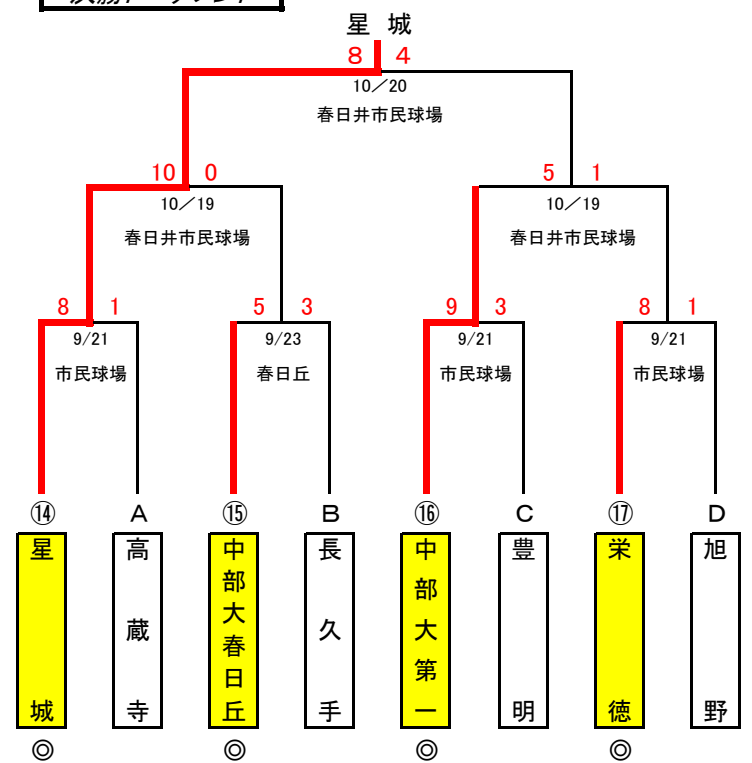 星 城
8 4
10／20
春日井市民球場
10 0
5 1
10／19
10／19
春日井市民球場
春日井市民球場
8 1
5 3
9 3
8 1
9/21
9/23
9/21
9/21
市民球場
春日丘
市民球場
市民球場
⑭
A
⑮
B
⑯
C
⑰
D
星城
高蔵寺
中部大春日丘
長久手
中部大第一
豊明
栄徳
旭野
◎
◎
◎
◎